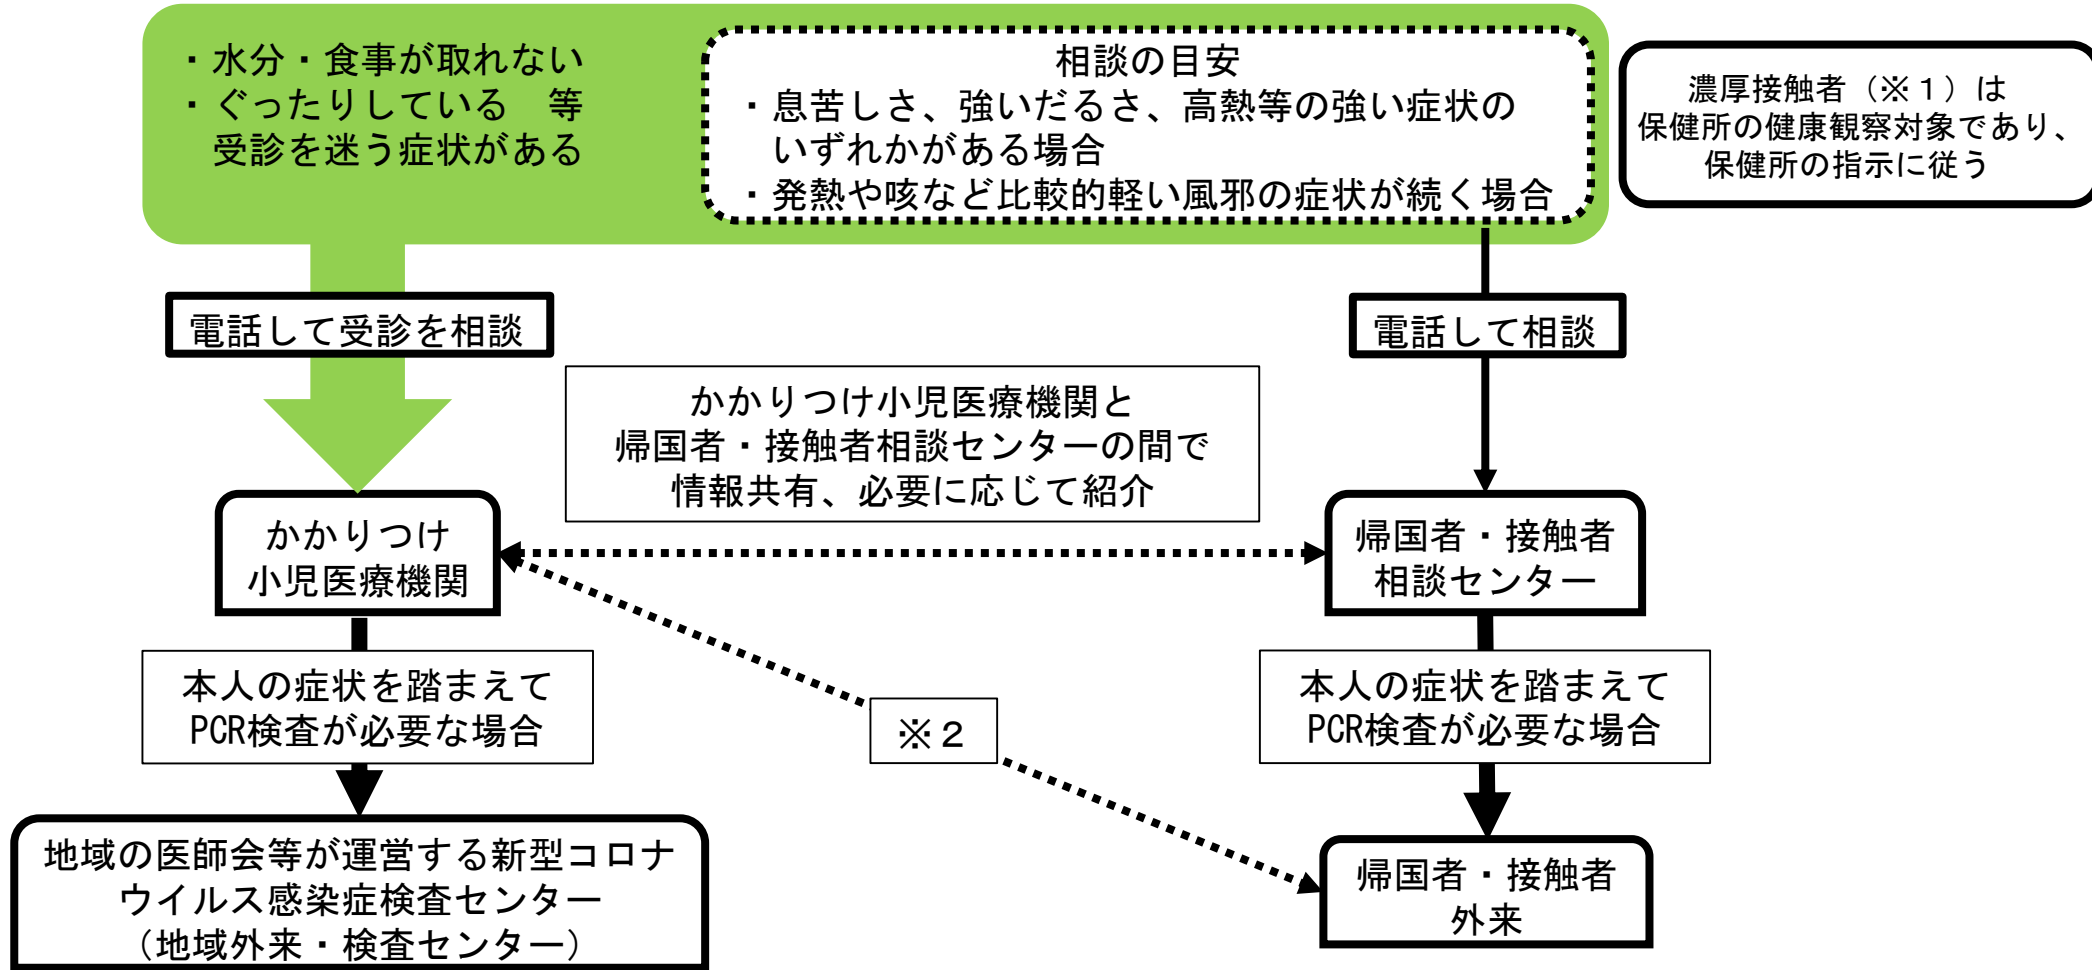 ・水分・食事が取れない
・ぐったりしている　等
受診を迷う症状がある
相談の目安
・息苦しさ、強いだるさ、高熱等の強い症状の
いずれかがある場合
・発熱や咳など比較的軽い風邪の症状が続く場合
濃厚接触者（※１）は
保健所の健康観察対象であり、
保健所の指示に従う
電話して受診を相談
電話して相談
かかりつけ小児医療機関と
帰国者・接触者相談センターの間で
情報共有、必要に応じて紹介
かかりつけ
小児医療機関
帰国者・接触者
相談センター
本人の症状を踏まえて
PCR検査が必要な場合
※２
本人の症状を踏まえて
PCR検査が必要な場合
地域の医師会等が運営する新型コロナ
ウイルス感染症検査センター
（地域外来・検査センター）
帰国者・接触者
外来